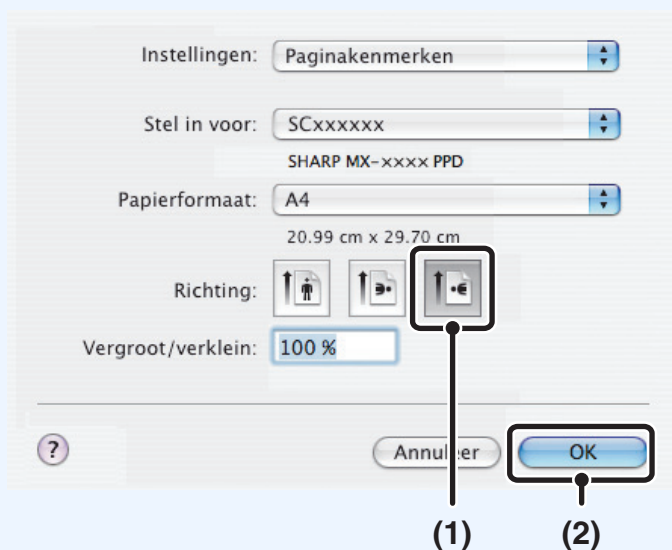 Instellingen: Paginakenmerken
Stel in voor: SCxxxxxx
SHARP MX-xxxx PPD
Papierformaat: A4
20.99 cm x 29.70 cm
Richting:
Vergroot/verklein: 100 %
? Annuleer OK
(1) (2)